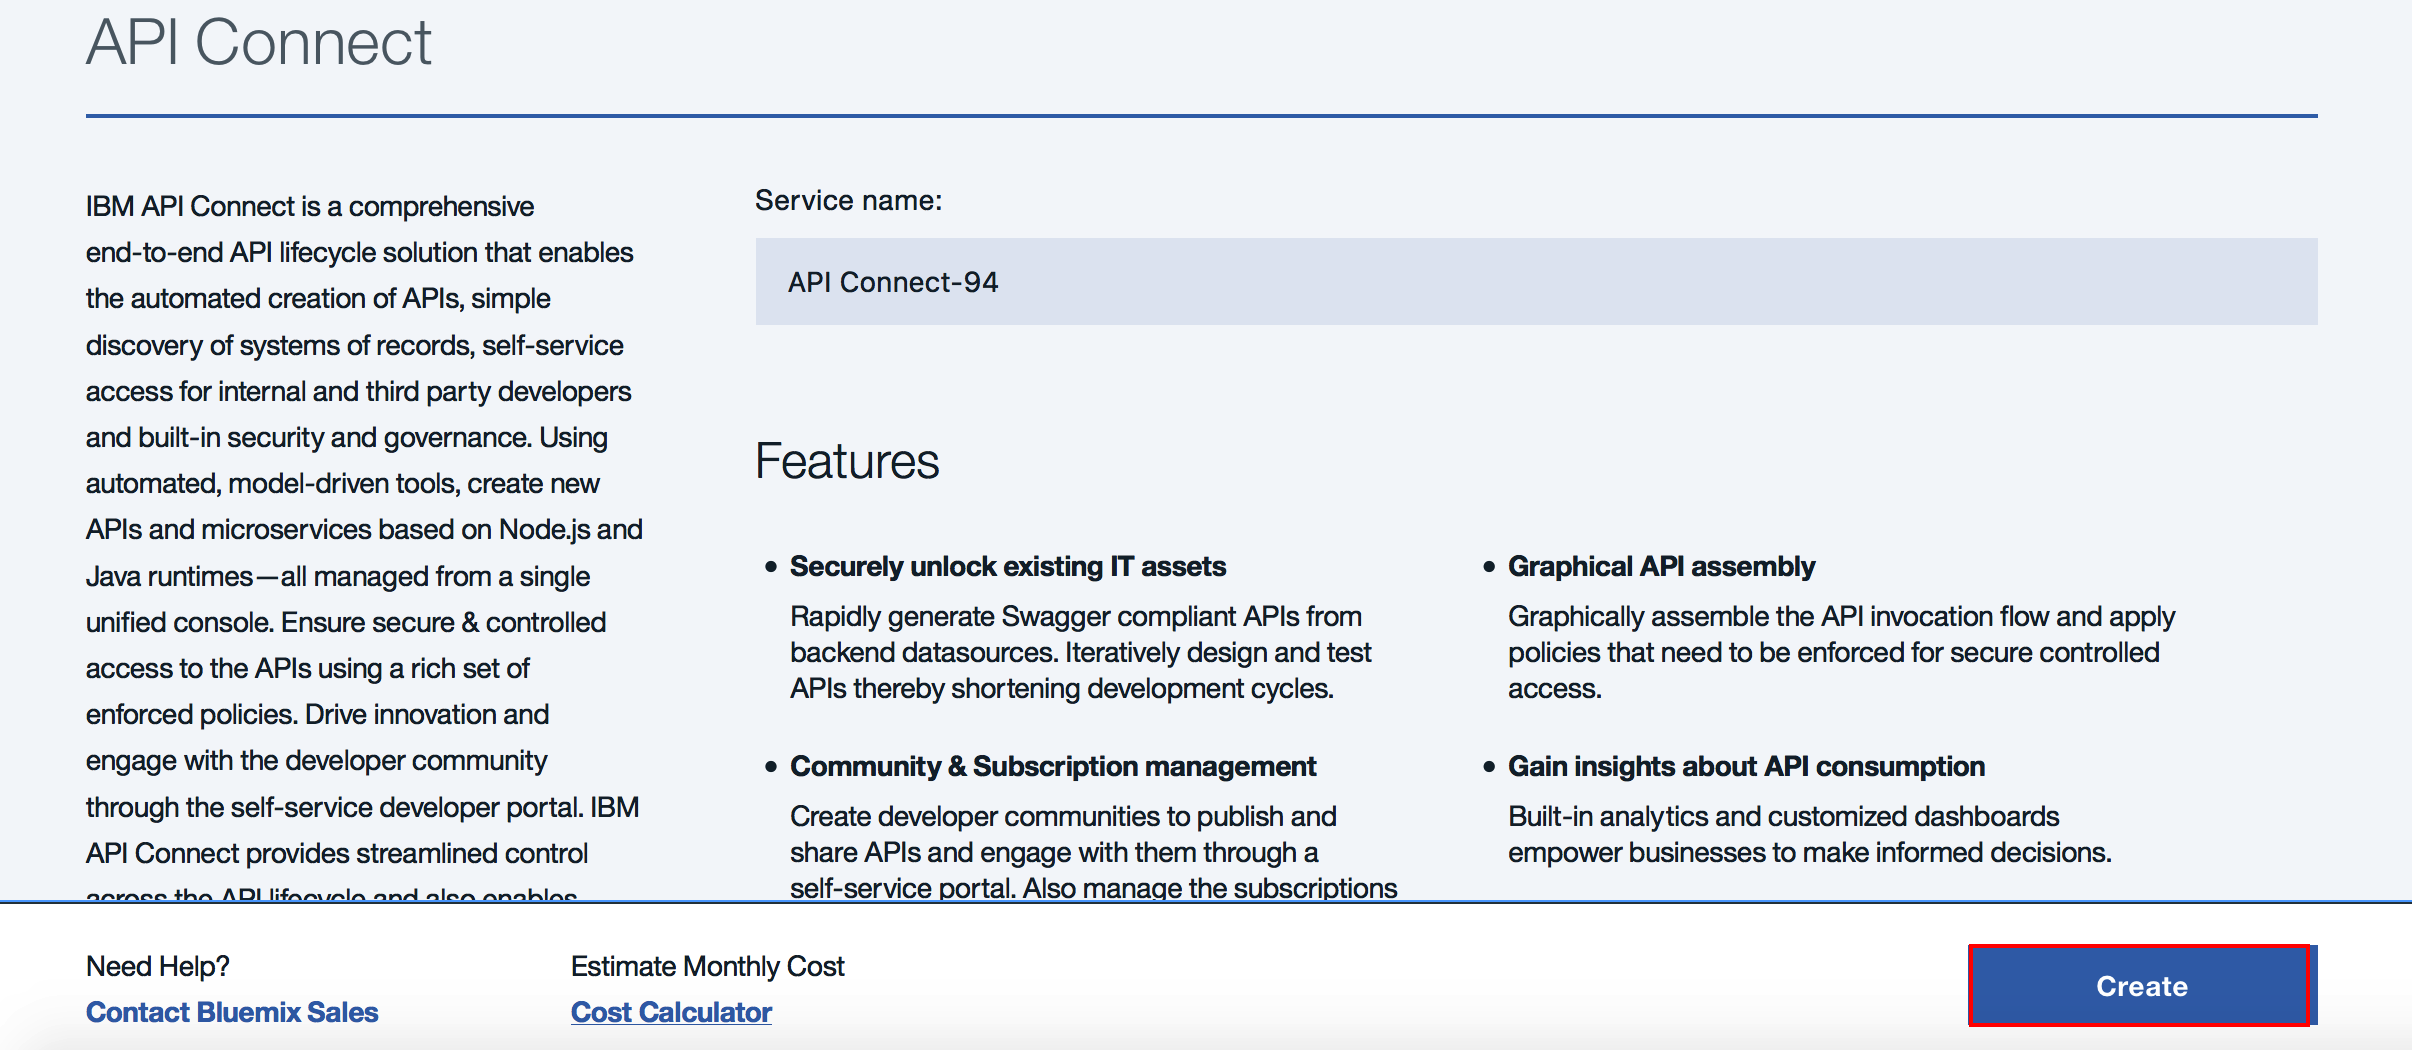 API Connect
IBM API Connect is a comprehensive
end-to-end API lifecycle solution that enables
the automated creation of APIs, simple
discovery of systems of records, self-service
access for internal and third party developers
and built-in security and governance. Using
automated, model-driven tools, create new
APIs and microservices based on Node.js and
Java runtimes—all managed from a single
unified console. Ensure secure & controlled
access to the APIs using a rich set of
enforced policies. Drive innovation and
engage with the developer community
through the self-service developer portal. IBM
API Connect provides streamlined control
across the API lifecycle and also enables
Service name:
API Connect-94
Features
• Securely unlock existing IT assets
Rapidly generate Swagger compliant APIs from
backend datasources. Iteratively design and test
APIs thereby shortening development cycles.
• Community & Subscription management
Create developer communities to publish and
share APIs and engage with them through a
self-service portal. Also manage the subscriptions
• Graphical API assembly
Graphically assemble the API invocation flow and apply
policies that need to be enforced for secure controlled
access.
• Gain insights about API consumption
Built-in analytics and customized dashboards
empower businesses to make informed decisions.
Need Help?
Contact Bluemix Sales
Estimate Monthly Cost
Cost Calculator
Create